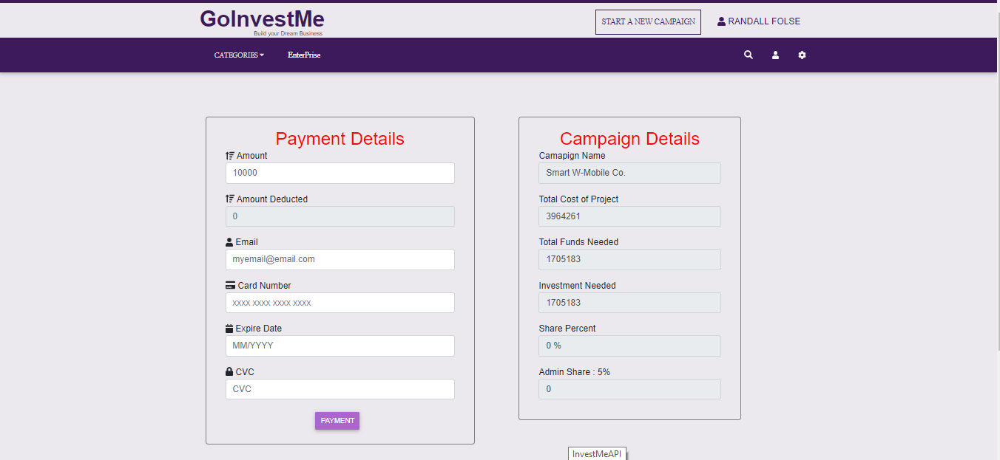 GoInvestMe
Build your Dream Business
START A NEW CAMPAIGN
RANDALL FOLSE
CATEGORIES
EnterPrise
Payment Details
Amount
10000
Amount Deducted
0
Email
myemail@email.com
Card Number
xxxx xxxx xxxx xxxx
Expire Date
MM/YYYY
CVC
CVC
PAYMENT
Campaign Details
Camapign Name
Smart W-Mobile Co.
Total Cost of Project
3964261
Total Funds Needed
1705183
Investment Needed
1705183
Share Percent
0 %
Admin Share : 5%
0
InvestMeAPI